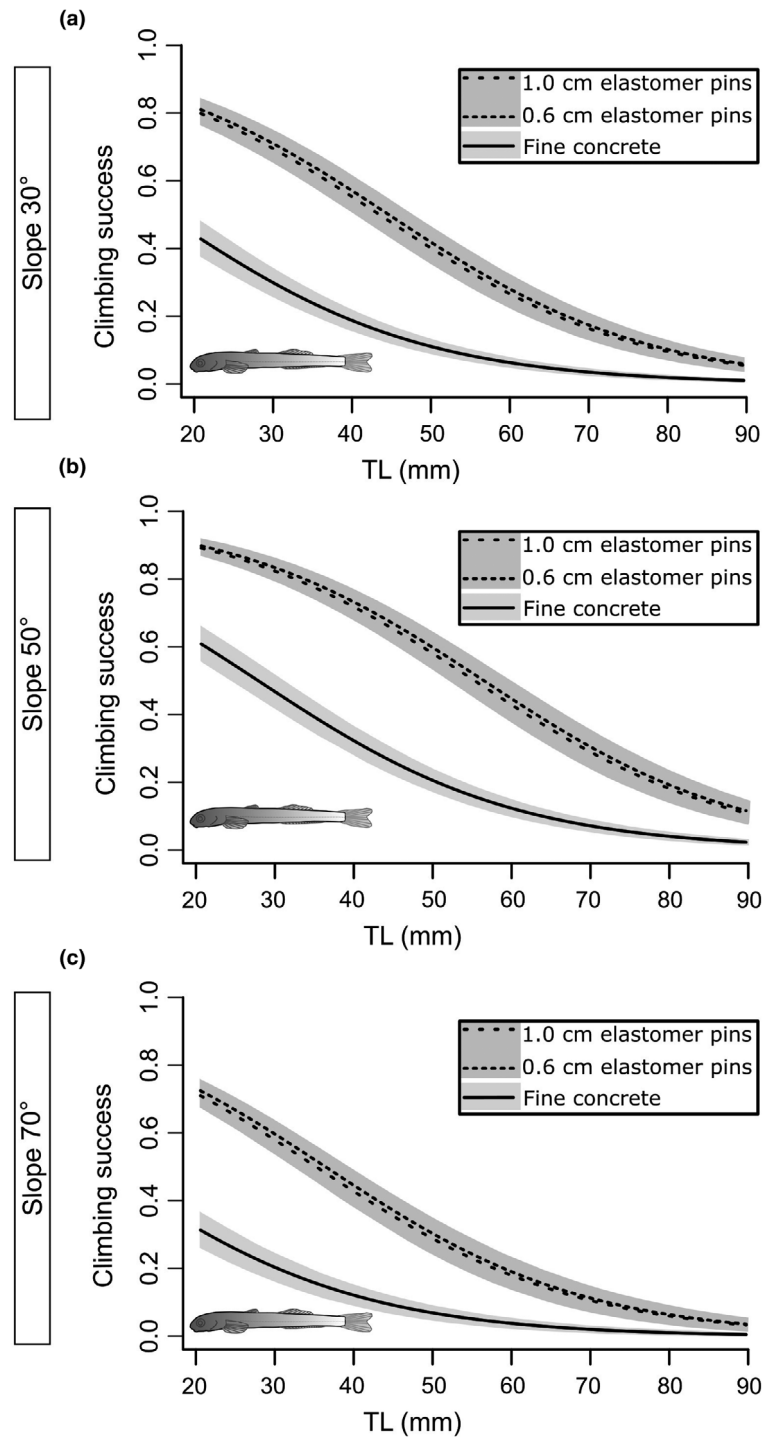 (a)
Slope 30°
Climbing success
1.0
0.8
0.6
0.4
0.2
0.0
1.0 cm elastomer pins
0.6 cm elastomer pins
Fine concrete
20 30 40 50 60 70 80 90
TL (mm)
(b)
Slope 50°
Climbing success
1.0
0.8
0.6
0.4
0.2
0.0
1.0 cm elastomer pins
0.6 cm elastomer pins
Fine concrete
20 30 40 50 60 70 80 90
TL (mm)
(c)
Slope 70°
Climbing success
1.0
0.8
0.6
0.4
0.2
0.0
1.0 cm elastomer pins
0.6 cm elastomer pins
Fine concrete
20 30 40 50 60 70 80 90
TL (mm)